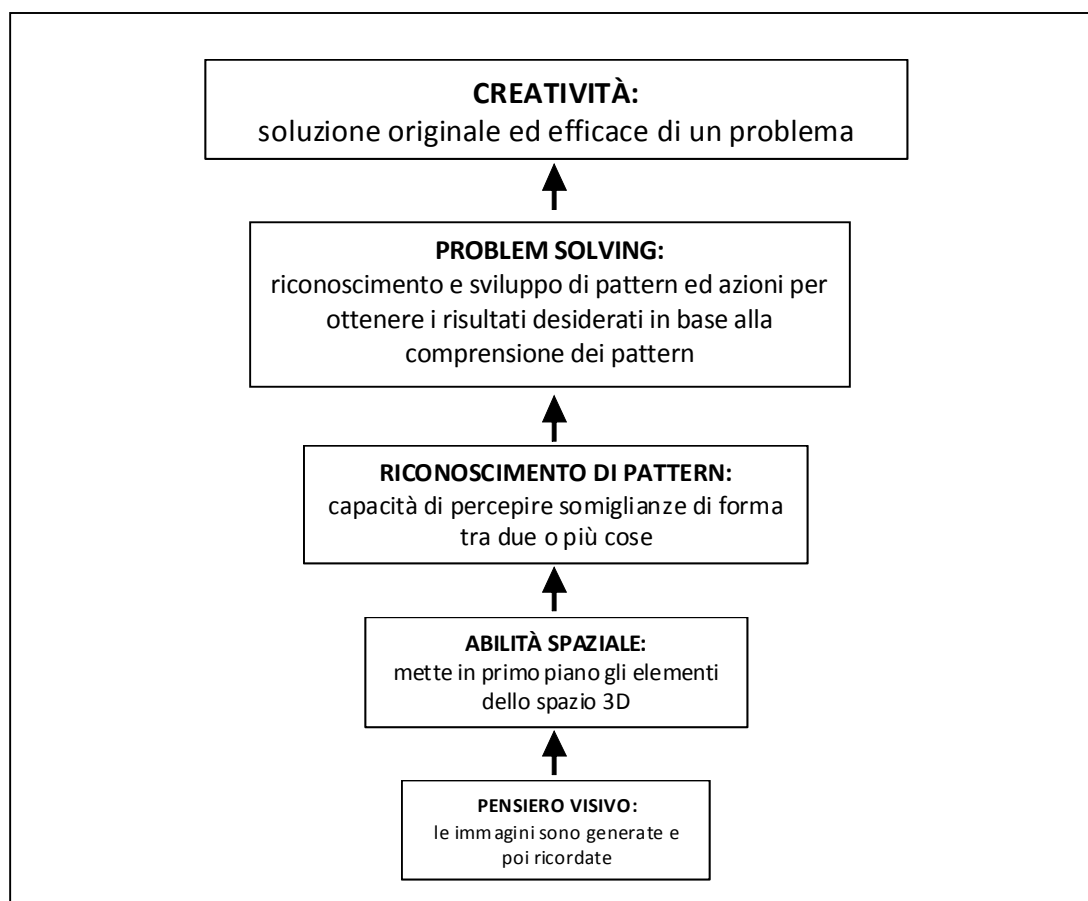 CREATIVITÀ:
soluzione originale ed efficace di un problema
PROBLEM SOLVING:
riconoscimento e sviluppo di pattern ed azioni per
ottenere i risultati desiderati in base alla
comprensione dei pattern
RICONOSCIMENTO DI PATTERN:
capacità di percepire somiglianze di forma
tra due o più cose
ABILITÀ SPAZIALE:
mette in primo piano gli elementi
dello spazio 3D
PENSIERO VISIVO:
le immagini sono generate e
poi ricordate